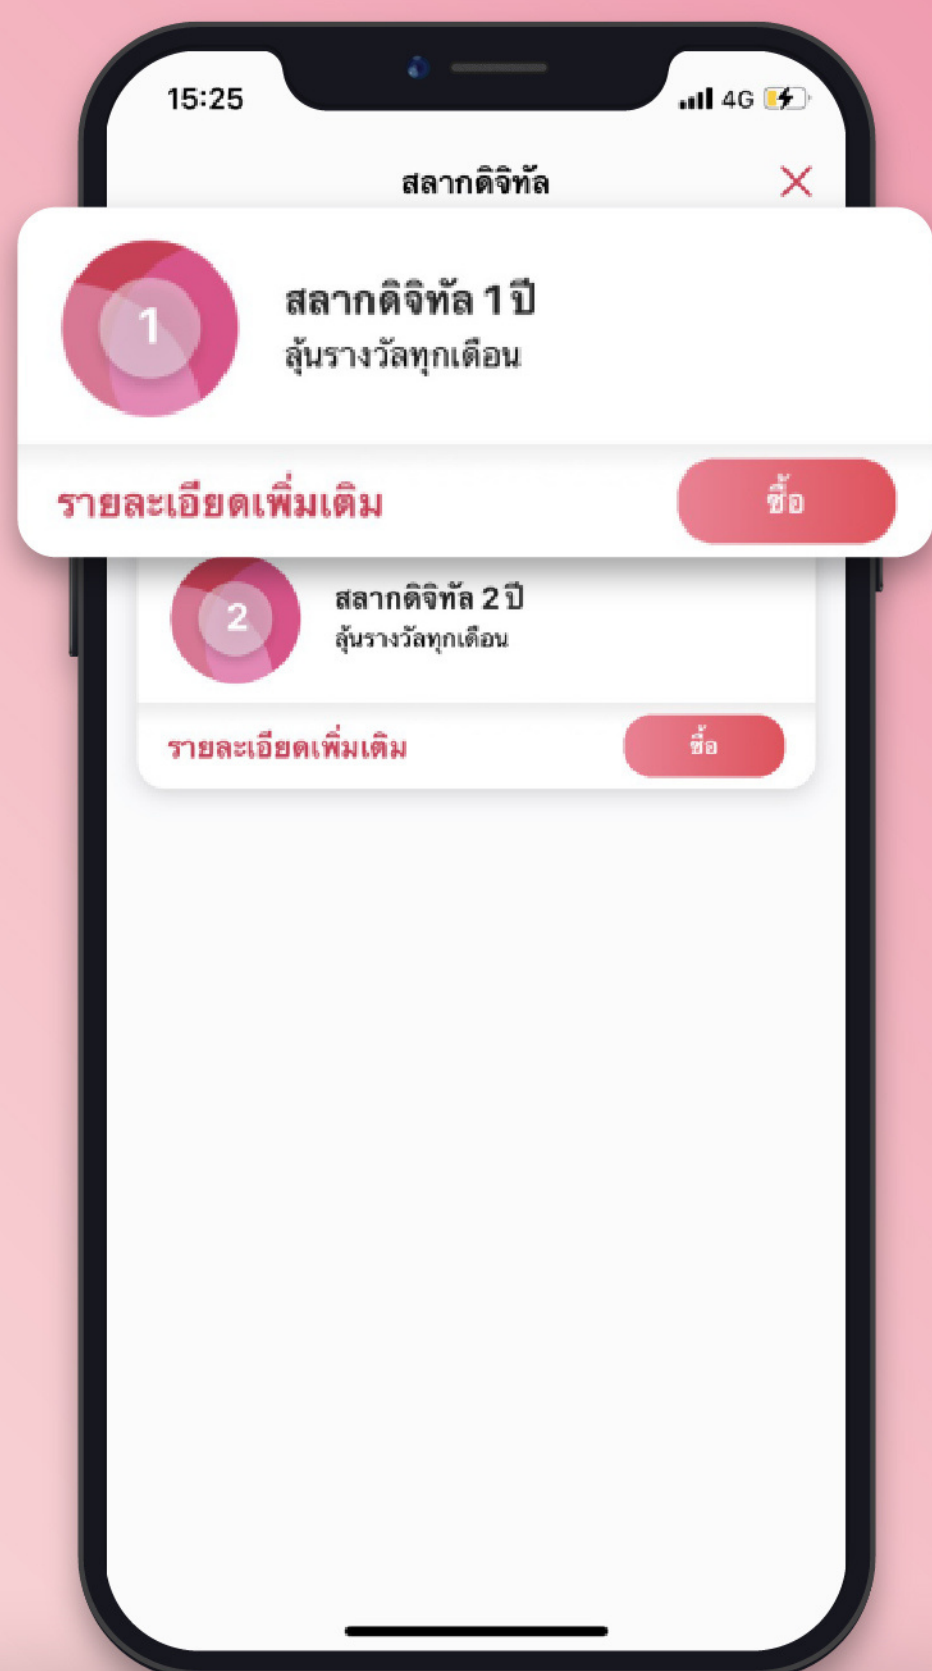 15:25
4G
สลากดิจิทัล
1
สลากดิจิทัล 1 ปี
ลุ้นรางวัลทุกเดือน
รายละเอียดเพิ่มเติม
ซื้อ
2
สลากดิจิทัล 2 ปี
ลุ้นรางวัลทุกเดือน
รายละเอียดเพิ่มเติม
ซื้อ